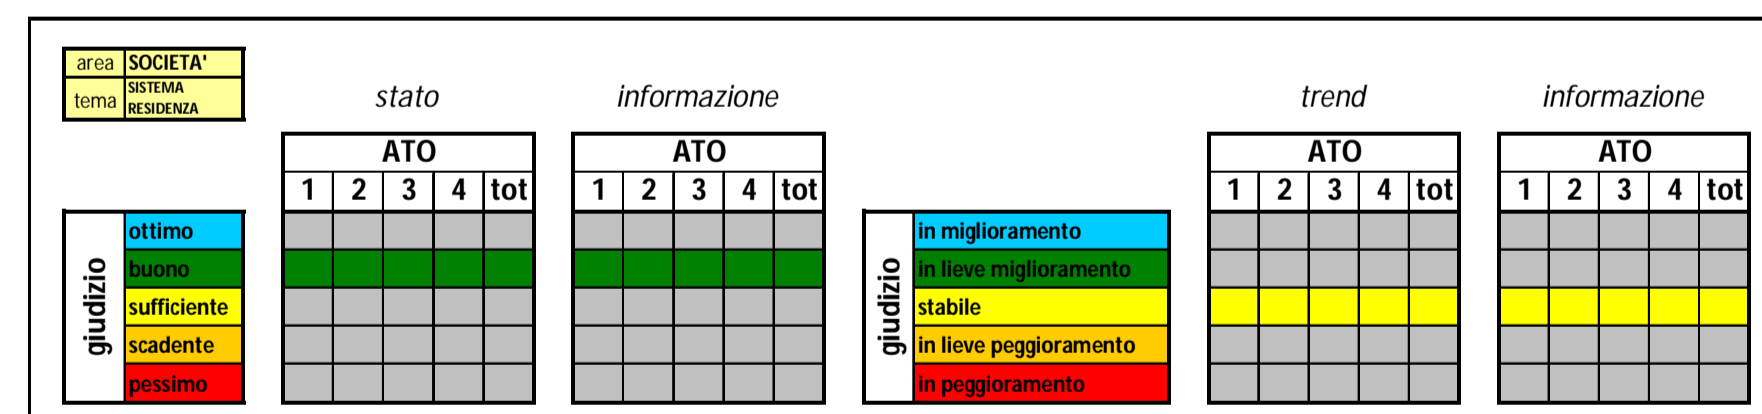 area SOCIETA'
tema SISTEMA
RESIDENZA
stato informazione trend informazione
ATO ATO ATO ATO
1 2 3 4 tot 1 2 3 4 tot 1 2 3 4 tot 1 2 3 4 tot
giudizio
ottimo
buono
sufficiente
scadente
pessimo
giudizio
in miglioramento
in lieve miglioramento
stabile
in lieve peggioramento
in peggioramento